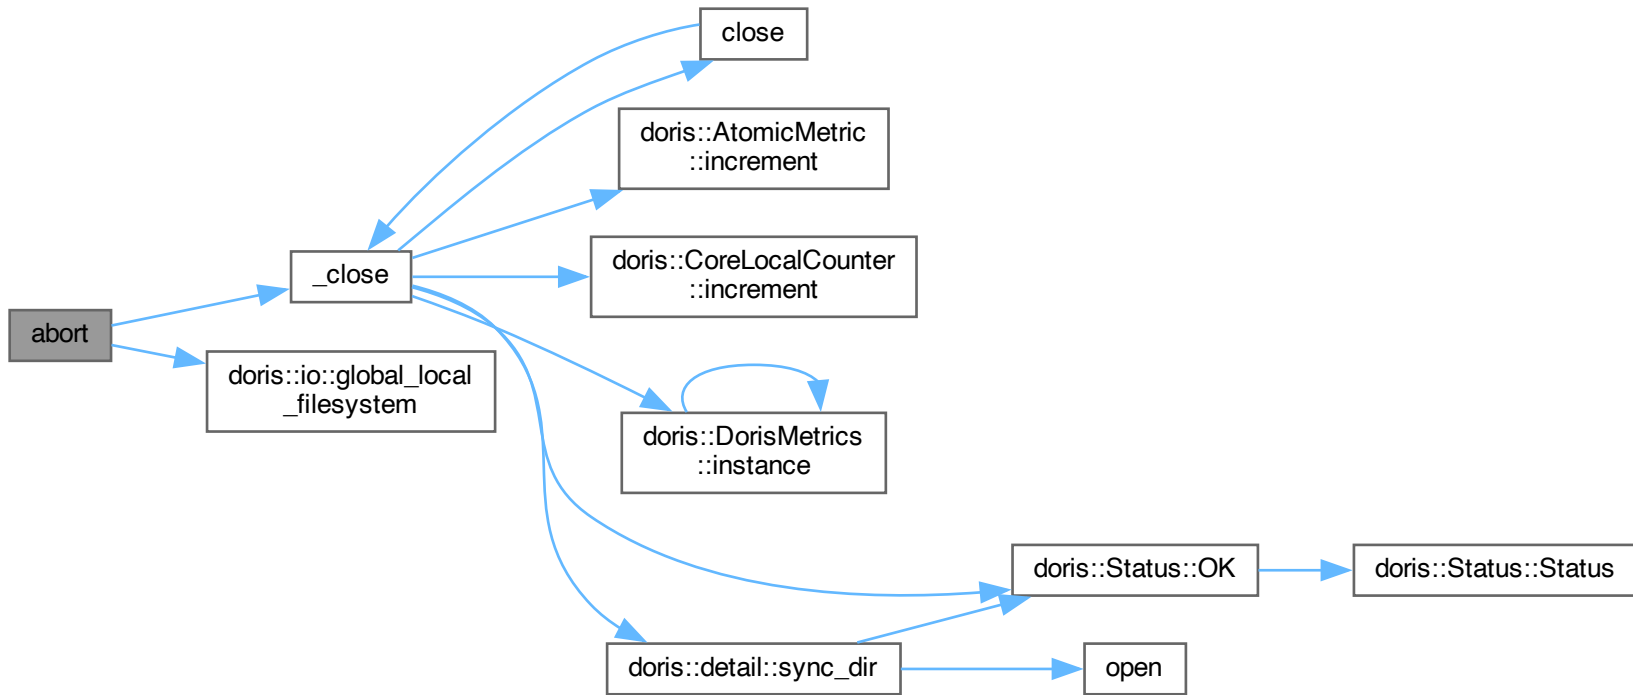 close
doris::AtomicMetric
::increment
doris::CoreLocalCounter
::increment
_close
abort
doris::io::global_local
_filesystem
doris::DorisMetrics
::instance
doris::Status::OK
doris::Status::Status
doris::detail::sync_dir
open